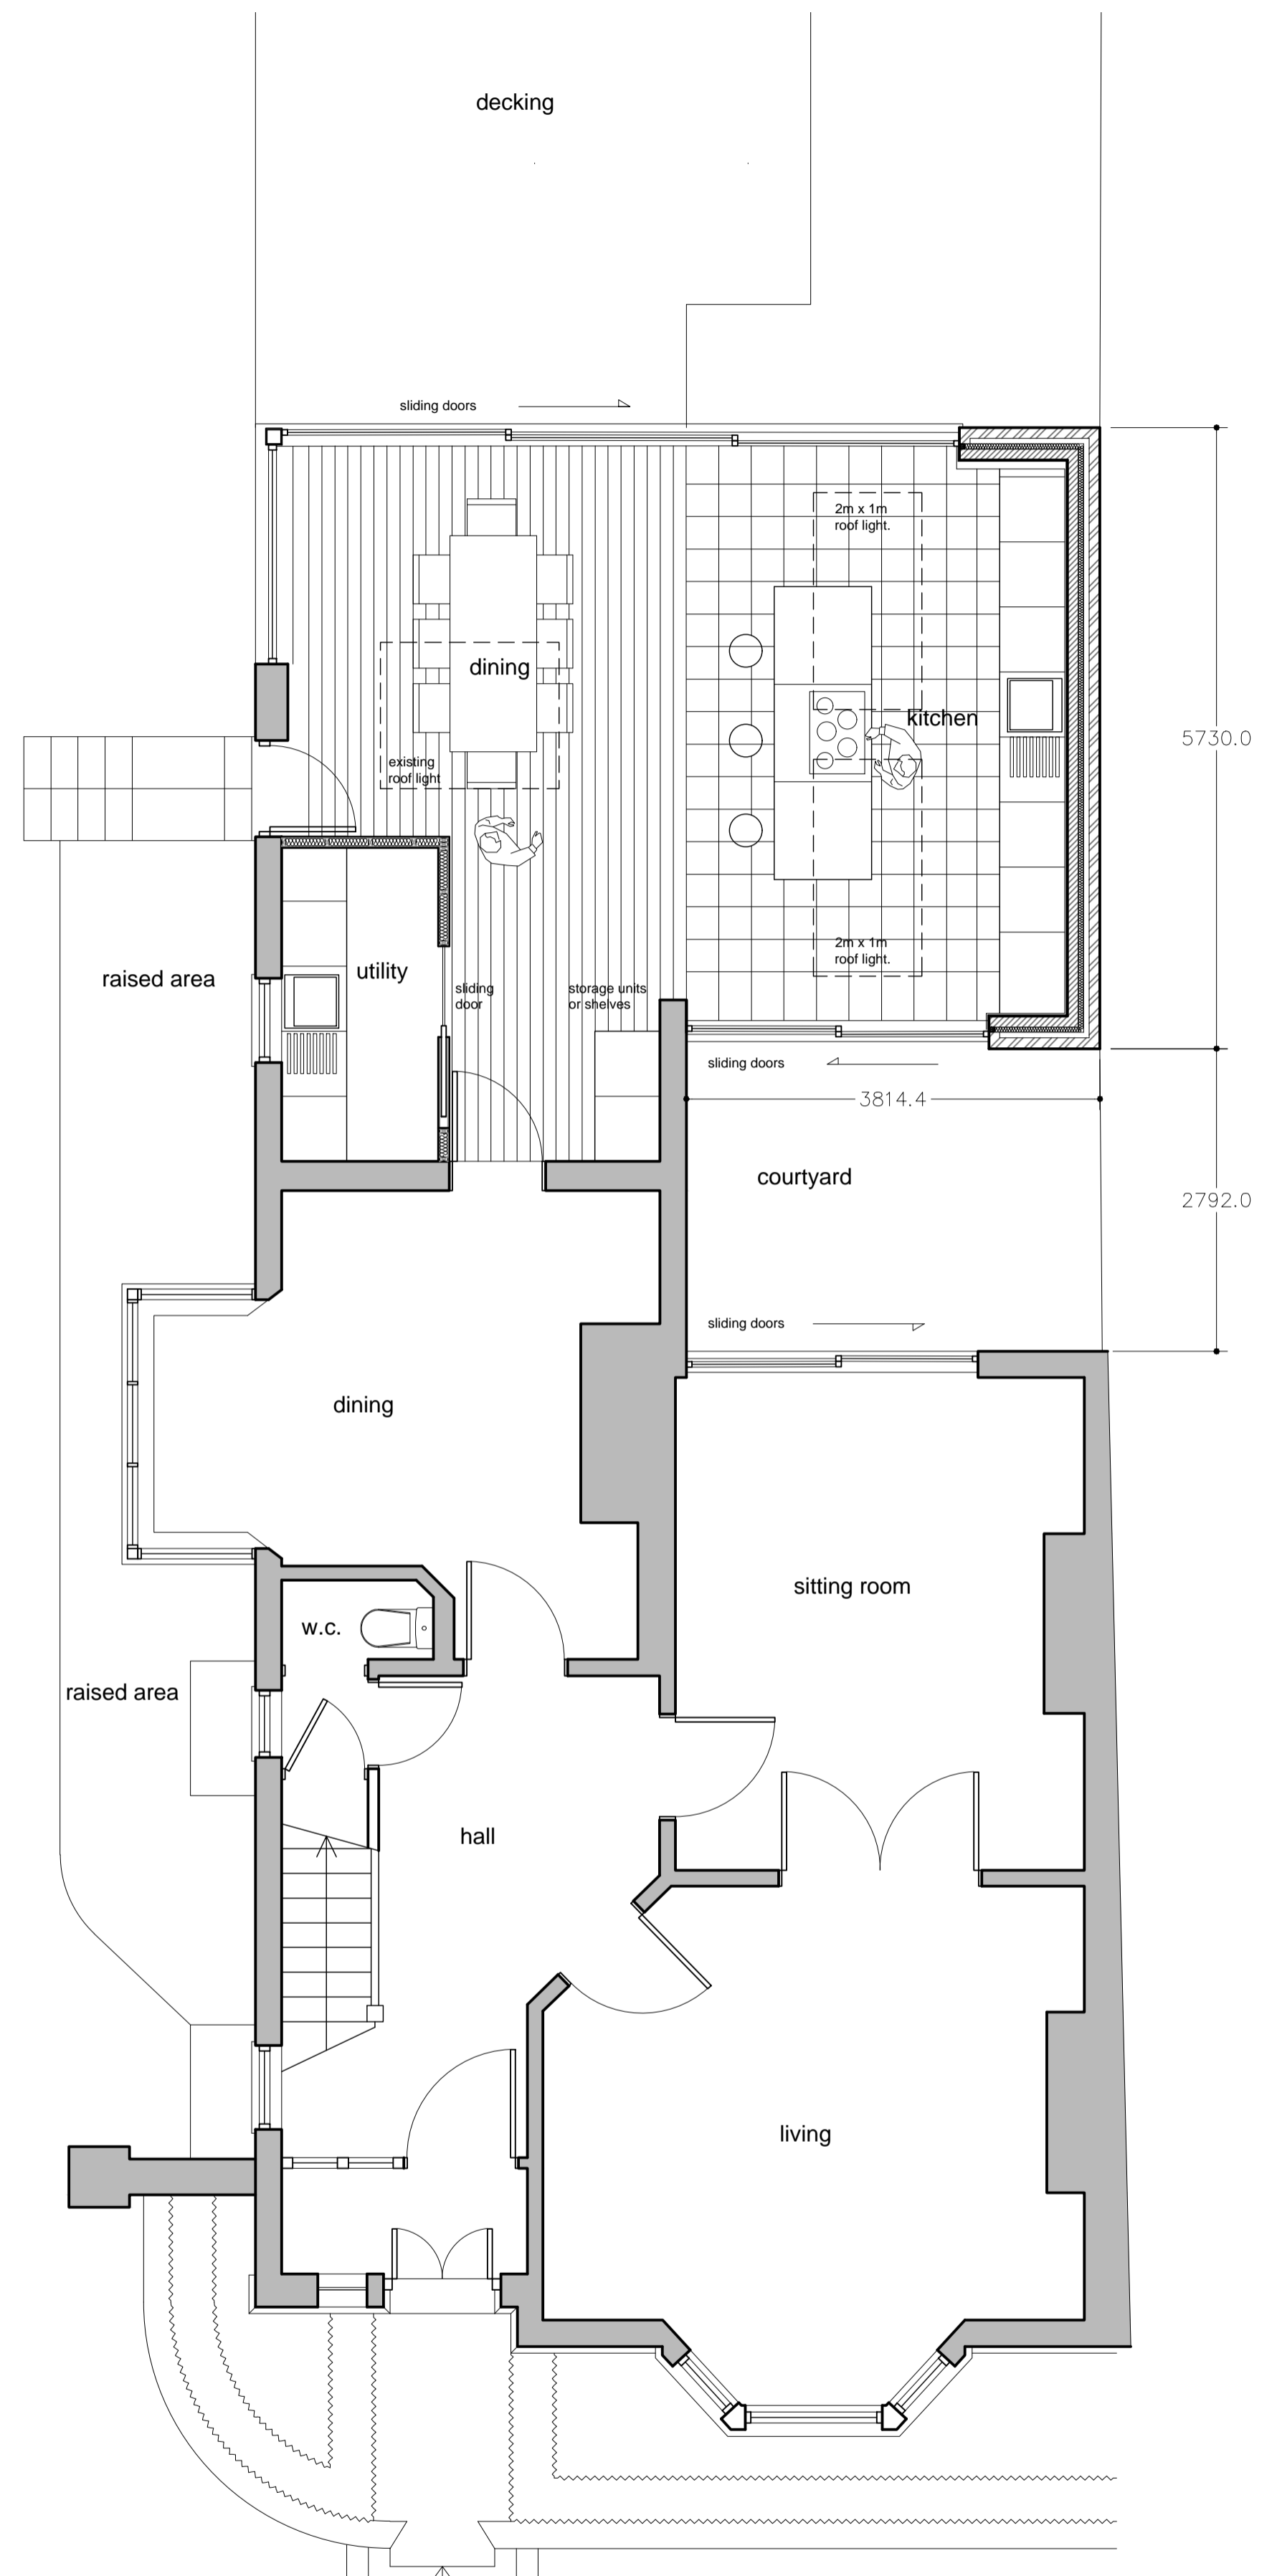 decking
sliding doors
2m x 1m
roof light.
dining
kitchen
5730.0
existing
roof light
2m x 1m
roof light.
raised area
utility
sliding
door
storage units
or shelves
sliding doors
3814.4
courtyard
2792.0
sliding doors
dining
sitting room
w.c.
raised area
hall
living